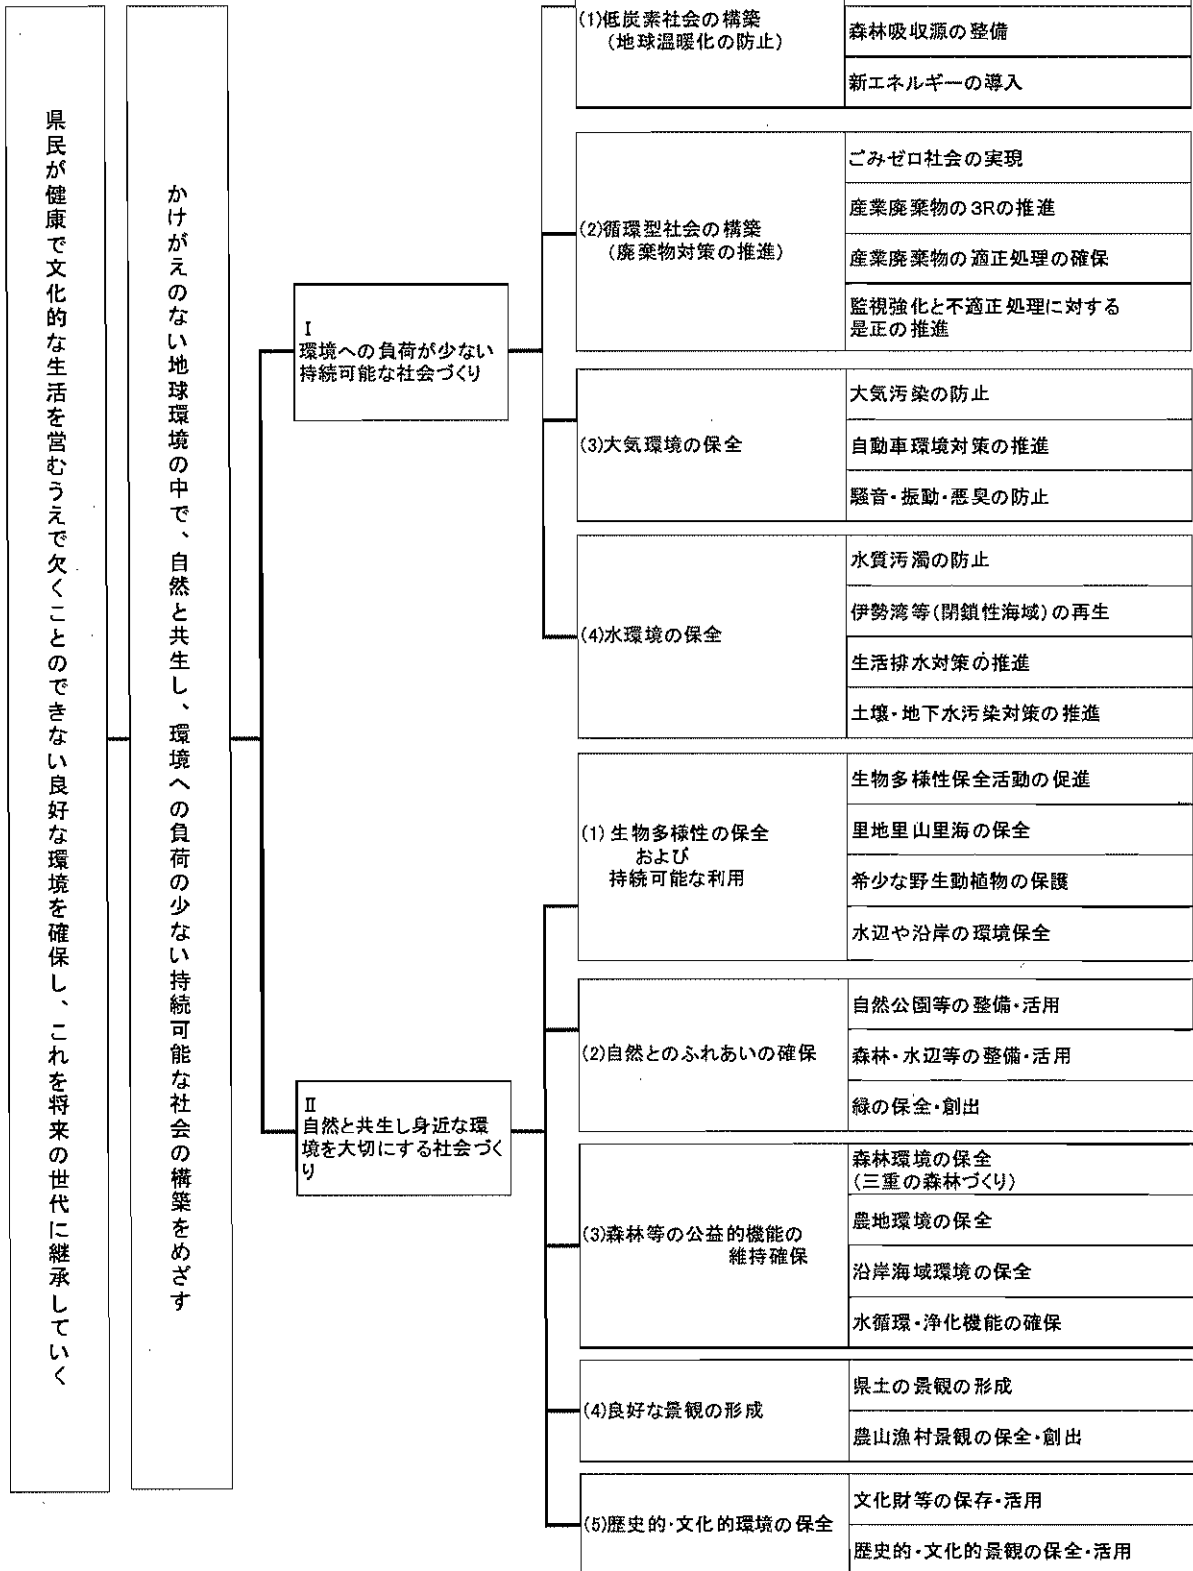 県民が健康で文化的な生活を営むうえで欠くことのできない良好な環境を確保し、これを将来の世代に継承していく
かけがえのない地球環境の中で、自然と共生し、環境への負荷の少ない持続可能な社会の構築をめざす
Ⅰ
環境への負荷が少ない
持続可能な社会づくり
(1)低炭素社会の構築
(地球温暖化の防止)
森林吸収源の整備
新エネルギーの導入
(2)循環型社会の構築
(廃棄物対策の推進)
ごみゼロ社会の実現
産業廃棄物の3Rの推進
産業廃棄物の適正処理の確保
監視強化と不適正処理に対する
是正の推進
(3)大気環境の保全
大気汚染の防止
自動車環境対策の推進
騒音・振動・悪臭の防止
(4)水環境の保全
水質汚濁の防止
伊勢湾等(閉鎖性海域)の再生
生活排水対策の推進
土壌・地下水汚染対策の推進
Ⅱ
自然と共生し身近な環
境を大切にする社会づく
り
(1)生物多様性の保全
および
持続可能な利用
生物多様性保全活動の促進
里地里山里海の保全
希少な野生動植物の保護
水辺や沿岸の環境保全
(2)自然とのふれあいの確保
自然公園等の整備・活用
森林・水辺等の整備・活用
緑の保全・創出
(3)森林等の公益的機能の
維持確保
森林環境の保全
(三重の森林づくり)
農地環境の保全
沿岸海域環境の保全
水循環・浄化機能の確保
(4)良好な景観の形成
県土の景観の形成
農山漁村景観の保全・創出
(5)歴史的・文化的環境の保全
文化財等の保存・活用
歴史的・文化的景観の保全・活用